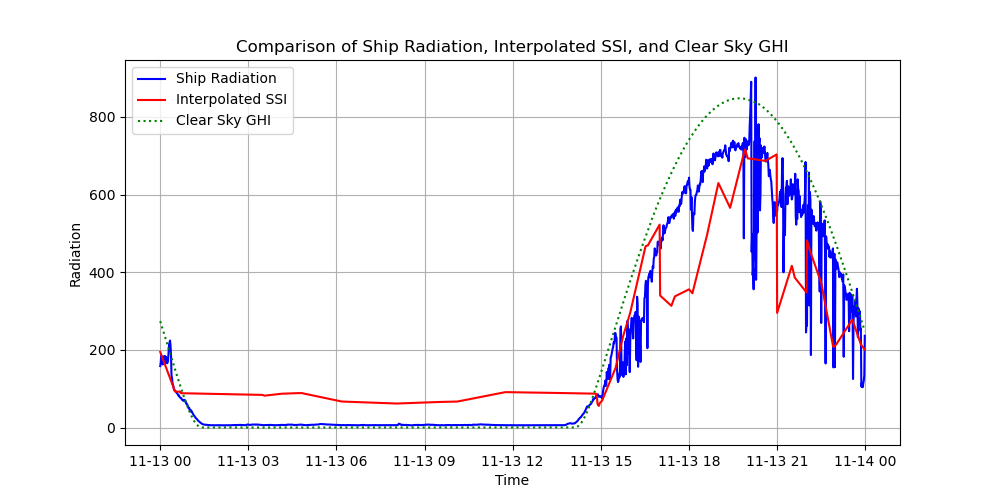 Comparison of Ship Radiation, Interpolated SSI, and Clear Sky GHI
Ship Radiation
Interpolated SSI
Clear Sky GHI
Radiation
800
600
400
200
0
11-13 00 11-13 03 11-13 06 11-13 09 11-13 12 11-13 15 11-13 18 11-13 21 11-14 00
Time